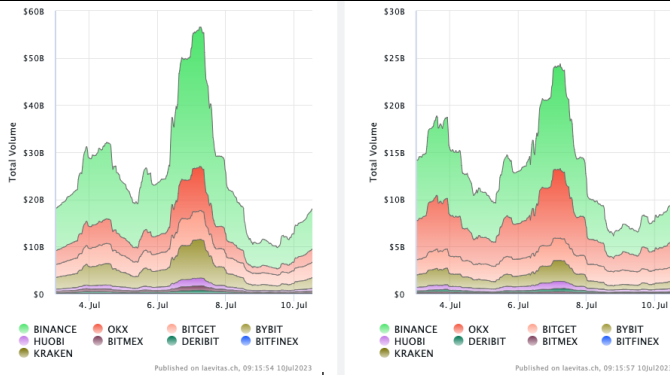 $60B
$50B
$40B
$30B
$20B
$10B
$0
Total Volume
4. Jul 6. Jul 8. Jul 10. Jul
BINANCE OKX BITGET BYBIT
HUOBI BITMEX DERIBIT BITFINEX
KRAKEN
Published on laevitas.ch, 09:15:54 10Jul2023
$30B
$25B
$20B
$15B
$10B
$5B
$0
Total Volume
4. Jul 6. Jul 8. Jul 10. Jul
BINANCE OKX BITGET BYBIT
HUOBI DERIBIT BITMEX BITFINEX
KRAKEN
Published on laevitas.ch, 09:15:57 10Jul202